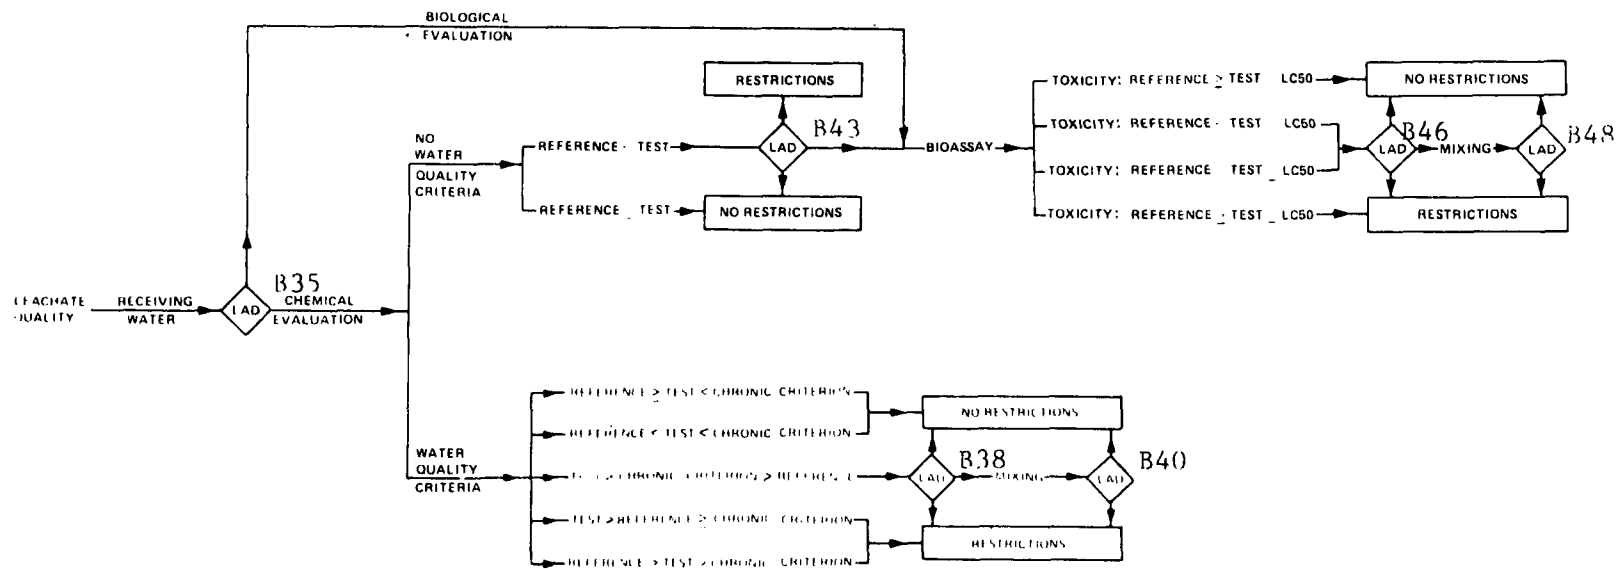 BIOLOGICAL
EVALUATION
RESTRICTIONS
B43
LAD
NO
WATER
QUALITY
CRITERIA
REFERENCE TEST
REFERENCE TEST
NO RESTRICTIONS
BIOASSAY
TOXICITY: REFERENCE ≥ TEST LC50
TOXICITY: REFERENCE TEST LC50
TOXICITY: REFERENCE TEST LC50
TOXICITY: REFERENCE TEST LC50
NO RESTRICTIONS
LAD
B46
MIXING
LAD
B48
RESTRICTIONS
LEACHATE
QUALITY
RECEIVING
WATER
LAD
B35
CHEMICAL
EVALUATION
WATER
QUALITY
CRITERIA
REFERENCE ≥ TEST < CHRONIC CRITERION
REFERENCE < TEST < CHRONIC CRITERION
CHRONIC CRITERION > REFERENCE
TEST > REFERENCE ≥ CHRONIC CRITERION
REFERENCE > TEST CHRONIC CRITERION
NO RESTRICTIONS
LAD
B38
MIXING
LAD
B40
RESTRICTIONS